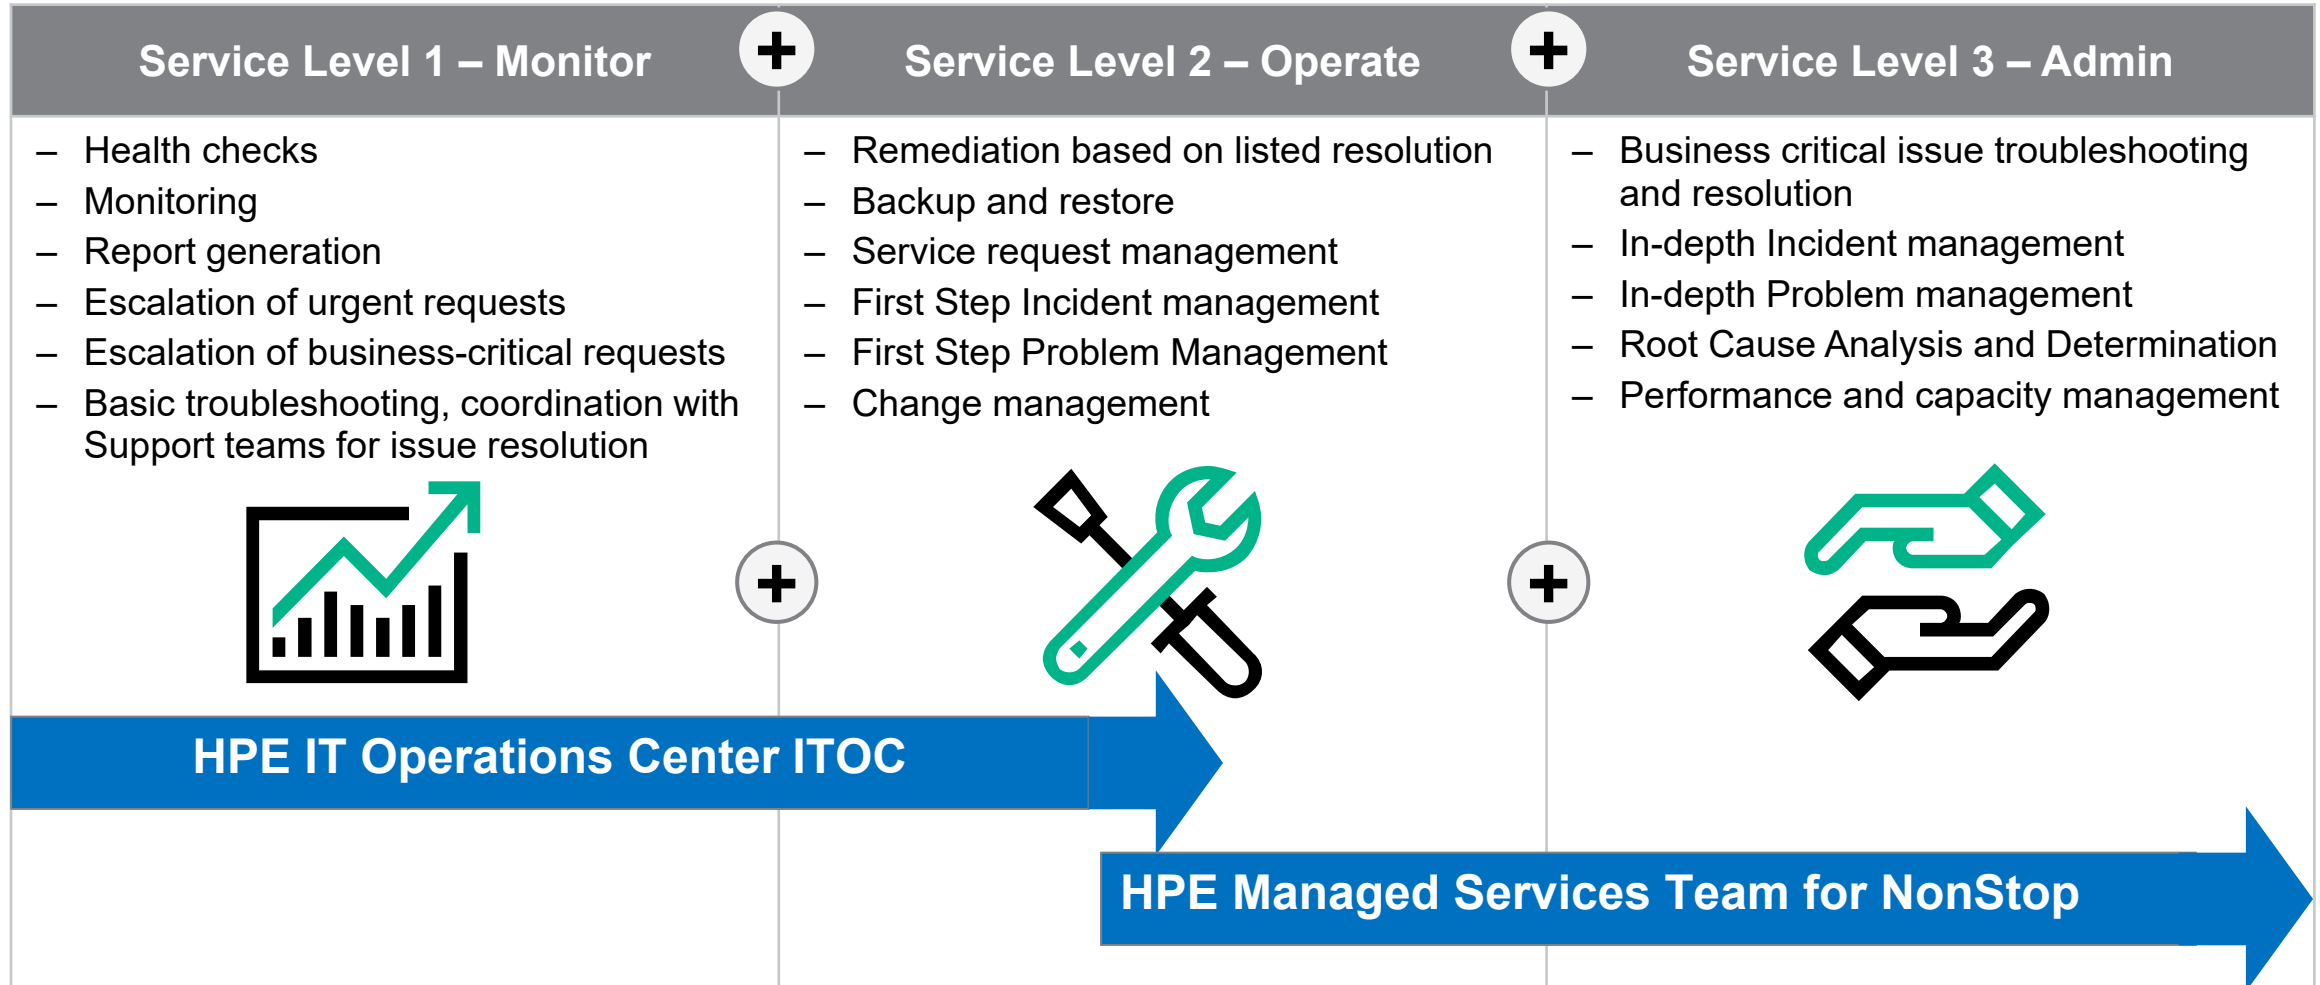 Service Level 1 – Monitor
+
Service Level 2 – Operate
+
Service Level 3 – Admin
– Health checks
– Monitoring
– Report generation
– Escalation of urgent requests
– Escalation of business-critical requests
– Basic troubleshooting, coordination with
Support teams for issue resolution
– Remediation based on listed resolution
– Backup and restore
– Service request management
– First Step Incident management
– First Step Problem Management
– Change management
– Business critical issue troubleshooting
and resolution
– In-depth Incident management
– In-depth Problem management
– Root Cause Analysis and Determination
– Performance and capacity management
+
+
HPE IT Operations Center ITOC
HPE Managed Services Team for NonStop